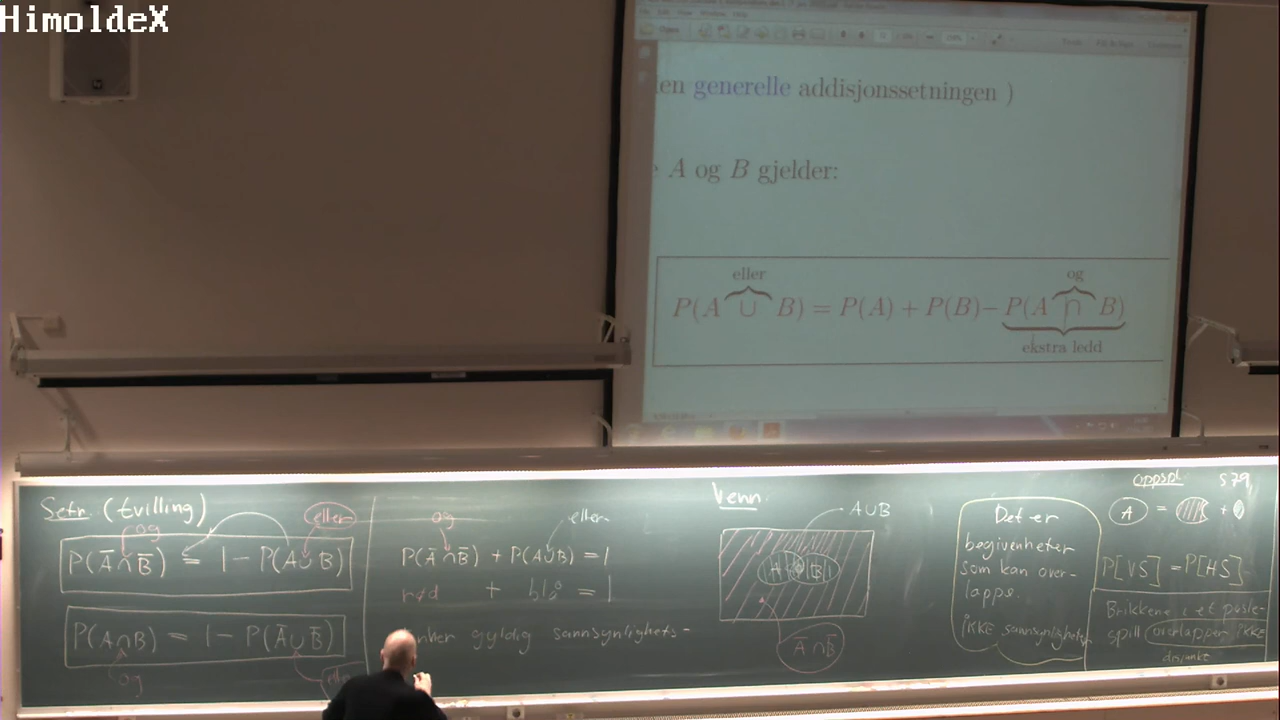 HimoldeX
en generelle addisjonssetningen )
A og B gjelder:
eller
og
P(A ∪ B) = P(A) + P(B)− P(A ∩ B)
ekstra ledd
Setn. (tvilling)
og
eller
P(Ā∩B̄) = 1 − P(A∪B)
P(A∩B) = 1 − P(Ā∪B̄)
og
og
eller
P(Ā∩B̄) + P(A∪B) = 1
rød + blå = 1
gyldig sannsynlighets-
Venn.
A∪B
A
B
Ā∩B̄
Det er
begivenheter
som kan over-
lappe.
IKKE sannsynligheter
oppspl. S79
A = +
P[VS] = P[HS]
Brikkene i et pusle-
spill overlapper IKKE
disjunkte